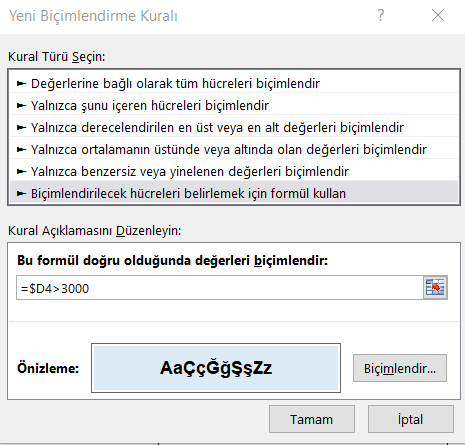 Yeni Biçimlendirme Kuralı ?
Kural Türü Seçin:
► Değerlerine bağlı olarak tüm hücreleri biçimlendir
► Yalnızca şunu içeren hücreleri biçimlendir
► Yalnızca derecelendirilen en üst veya en alt değerleri biçimlendir
► Yalnızca ortalamanın üstünde veya altında olan değerleri biçimlendir
► Yalnızca benzersiz veya yinelenen değerleri biçimlendir
► Biçimlendirilecek hücreleri belirlemek için formül kullan
Kural Açıklamasını Düzenleyin:
Bu formül doğru olduğunda değerleri biçimlendir:
=$D4>3000
Önizleme: AaÇçĞğŞşZz Biçimlendir...
Tamam İptal